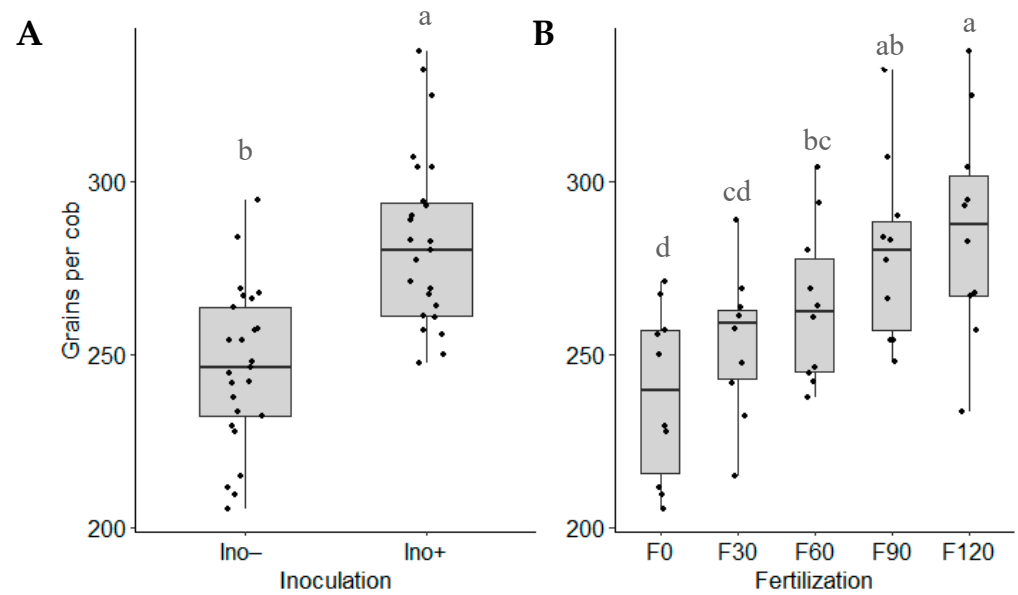 A
a
b
Grains per cob
300
250
200
Ino– Ino+
Inoculation
B
a
ab
bc
cd
d
300
250
200
F0 F30 F60 F90 F120
Fertilization